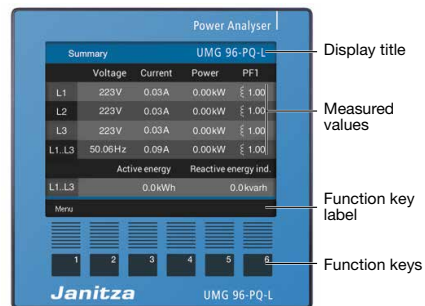 Power Analyser
Summary UMG 96-PQ-L
Voltage Current Power PF1
L1 223V 0.03A 0.00kW 1.00
L2 223V 0.03A 0.00kW 1.00
L3 223V 0.03A 0.00kW 1.00
L1..L3 50.06Hz 0.09A 0.00kW 1.00
Active energy Reactive energy ind.
L1..L3 0.0kWh 0.0kvarh
Menu
1 2 3 4 5 6
Janitza UMG 96-PQ-L
Display title
Measured
values
Function key
label
Function keys